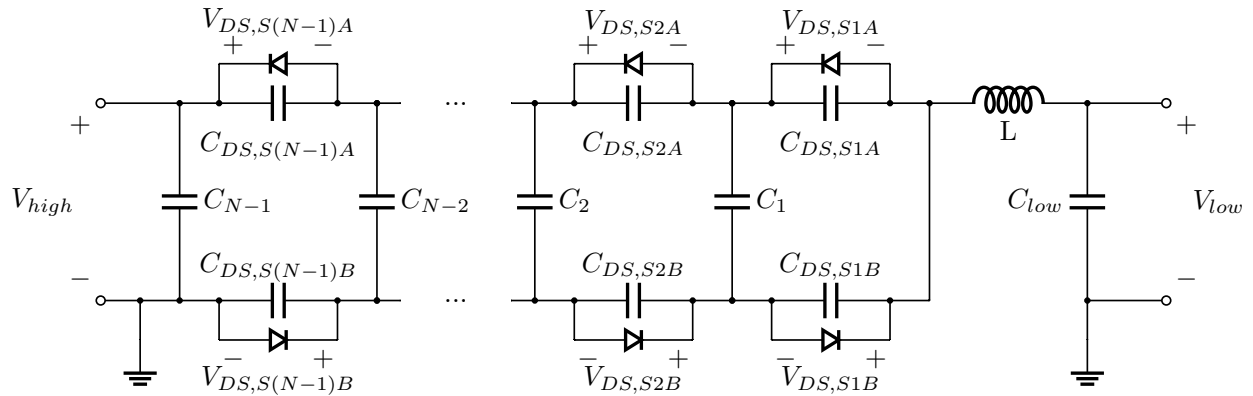 V_{DS,S(N−1)A} V_{DS,S2A} V_{DS,S1A}
+ − + − + −
...
+ C_{DS,S(N−1)A} C_{DS,S2A} C_{DS,S1A} L +
V_{high} C_{N−1} C_{N−2} C_2 C_1 C_{low} V_{low}
− C_{DS,S(N−1)B} C_{DS,S2B} C_{DS,S1B} −
...
− + − + − +
V_{DS,S(N−1)B} V_{DS,S2B} V_{DS,S1B}